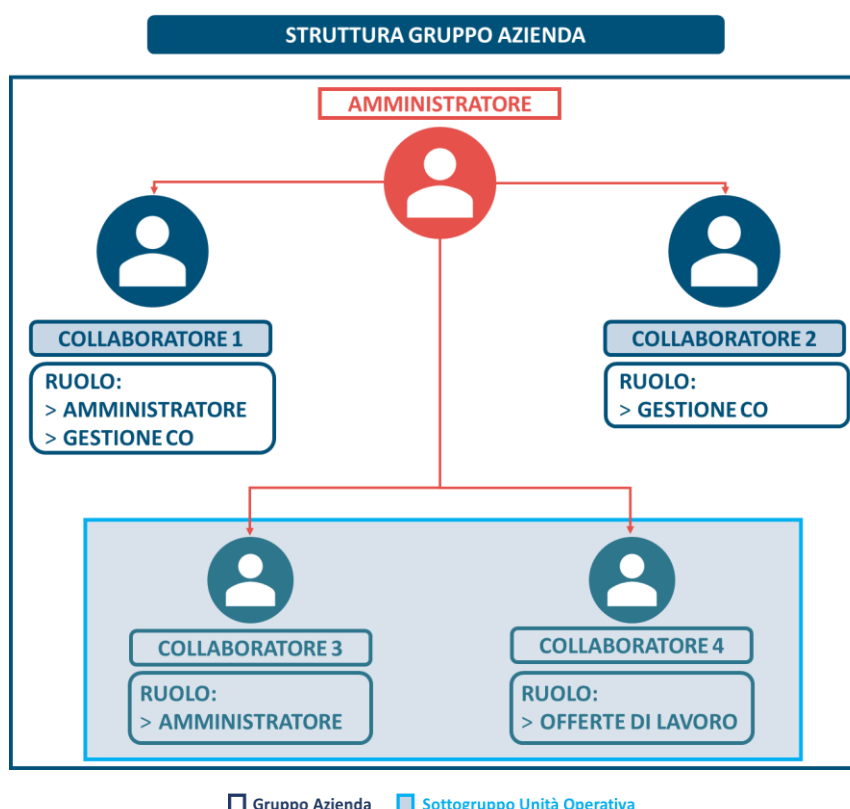 STRUTTURA GRUPPO AZIENDA
AMMINISTRATORE
COLLABORATORE 1
RUOLO:
> AMMINISTRATORE
> GESTIONE CO
COLLABORATORE 2
RUOLO:
> GESTIONE CO
COLLABORATORE 3
RUOLO:
> AMMINISTRATORE
COLLABORATORE 4
RUOLO:
> OFFERTE DI LAVORO
Gruppo Azienda Sottogruppo Unità Operativa